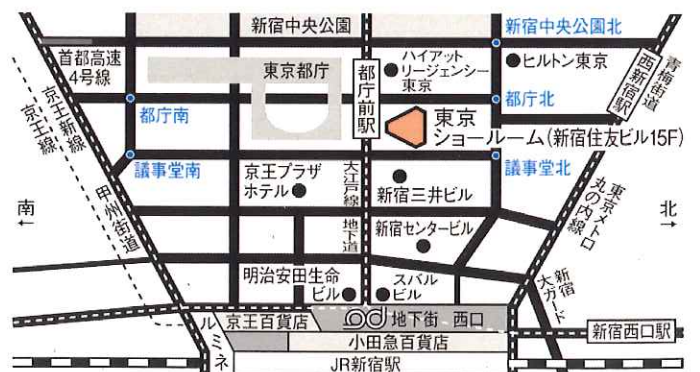 新宿中央公園
新宿中央公園北
首都高速
4号線
東京都庁
都庁前駅
ハイアット
リージェンシー
東京
ヒルトン東京
青梅街道
西新宿駅
京王新線
京王線
都庁南
都庁北
東京
ショールーム(新宿住友ビル15F)
議事堂南
議事堂北
京王プラザ
ホテル
大江戸線
新宿三井ビル
甲州街道
南
←
北
→
東京メトロ
丸の内線
地下道
新宿センタービル
明治安田生命
ビル
スバル
ビル
新宿
大ガード
ルミネ
京王百貨店
地下街 西口
新宿西口駅
小田急百貨店
JR新宿駅